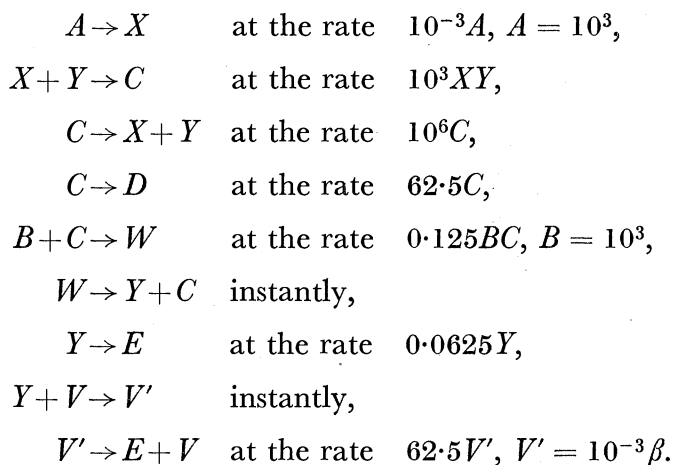 A → X at the rate 10⁻³A, A = 10³,
X+Y → C at the rate 10³XY,
C → X+Y at the rate 10⁶C,
C → D at the rate 62·5C,
B+C → W at the rate 0·125BC, B = 10³,
W → Y+C instantly,
Y → E at the rate 0·0625Y,
Y+V → V′ instantly,
V′ → E+V at the rate 62·5V′, V′ = 10⁻³β.